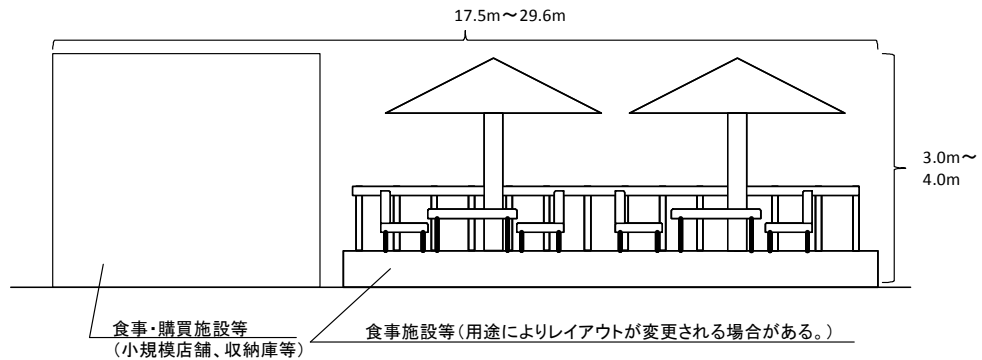 17.5m～29.6m
3.0m～
4.0m
食事・購買施設等
（小規模店舗、収納庫等）
食事施設等（用途によりレイアウトが変更される場合がある。）